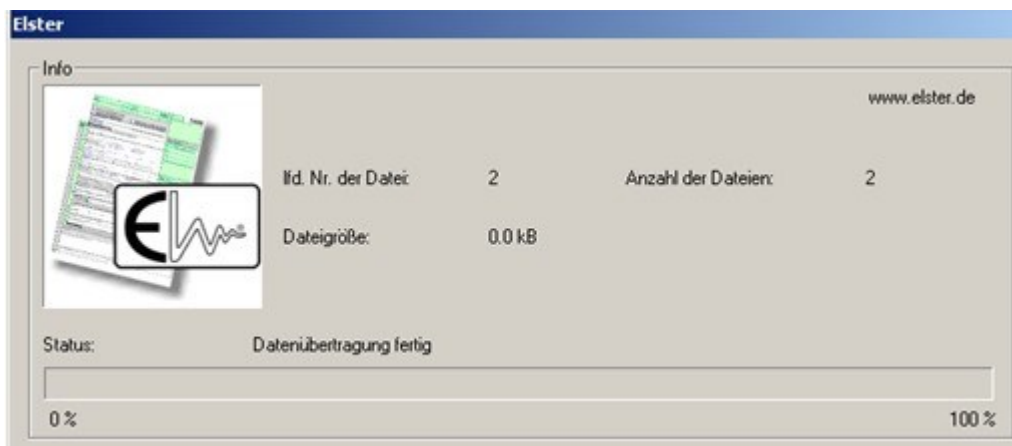 Elster
Info
www.elster.de
lfd. Nr. der Datei: 2 Anzahl der Dateien: 2
Dateigröße: 0.0 kB
Status: Datenübertragung fertig
0 % 100 %